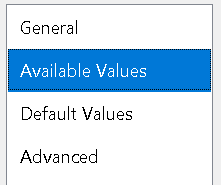 General
Available Values
Default Values
Advanced